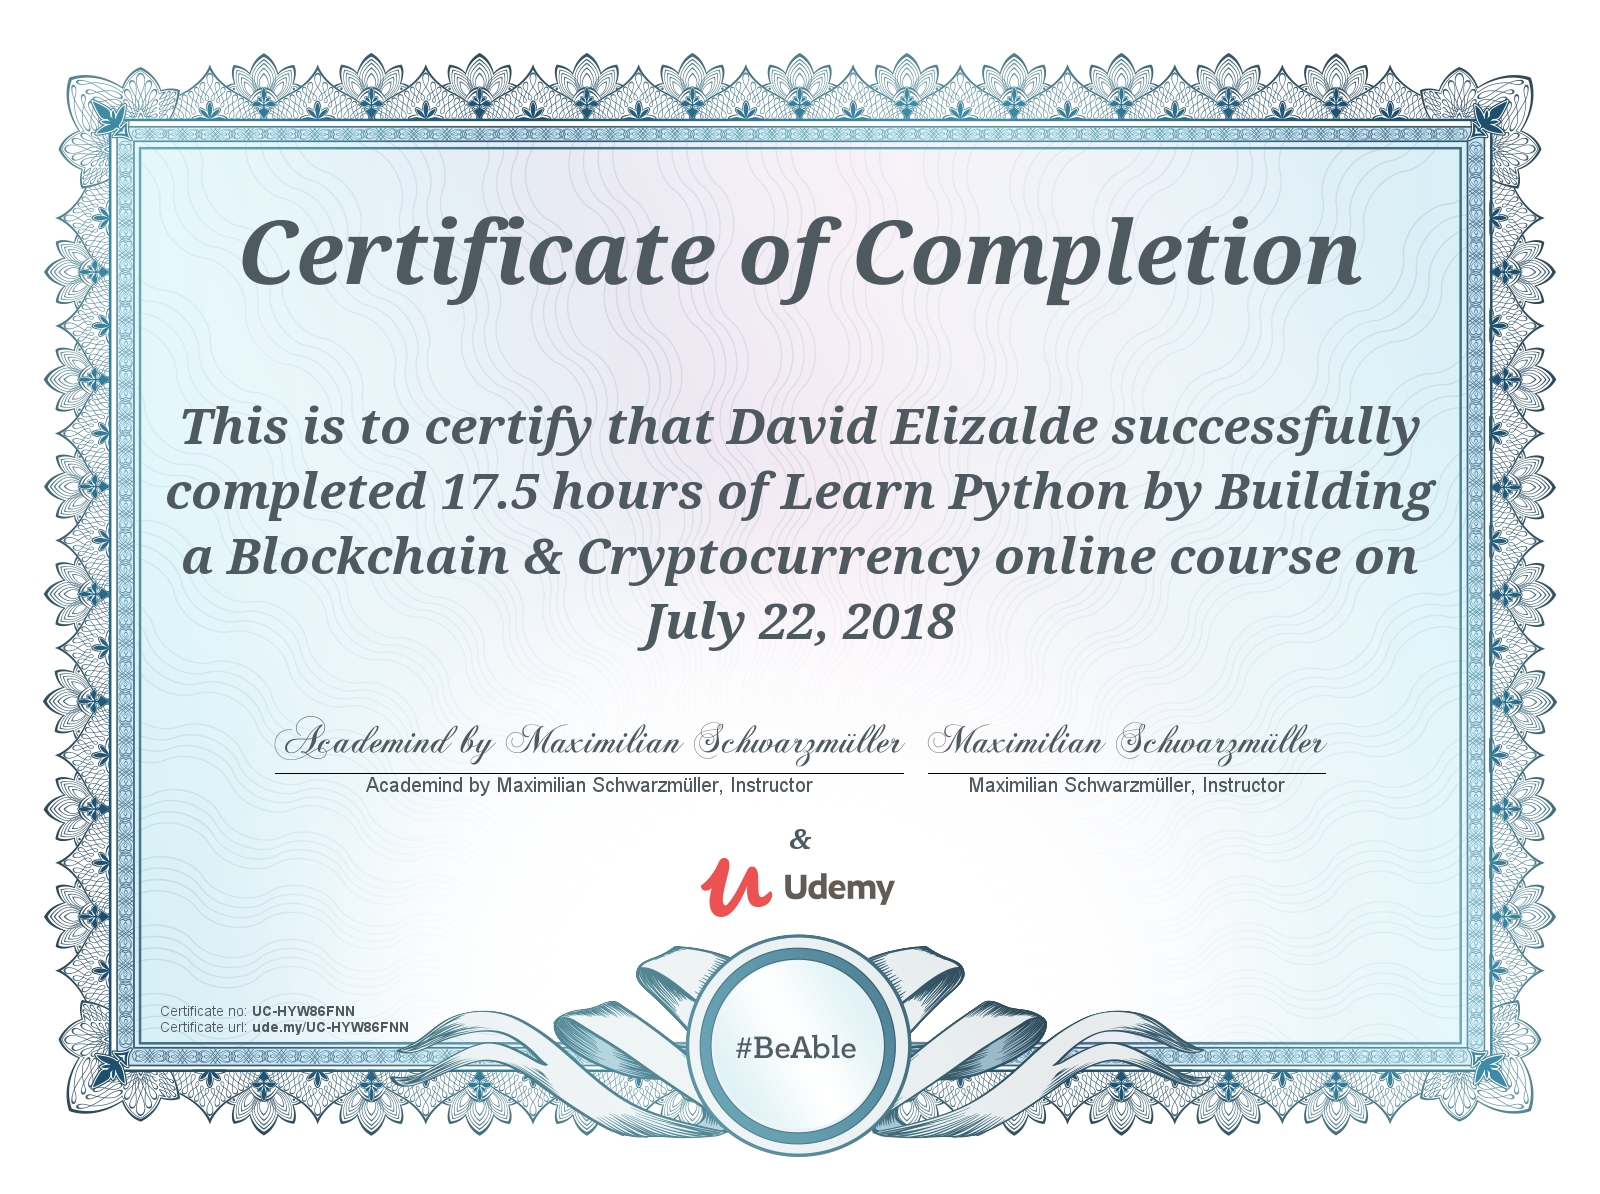 Certificate of Completion
This is to certify that David Elizalde successfully
completed 17.5 hours of Learn Python by Building
a Blockchain & Cryptocurrency online course on
July 22, 2018
Academind by Maximilian Schwarzmüller
Maximilian Schwarzmüller
Academind by Maximilian Schwarzmüller, Instructor
Maximilian Schwarzmüller, Instructor
&
Udemy
Certificate no: UC-HYW86FNN
Certificate url: ude.my/UC-HYW86FNN
#BeAble